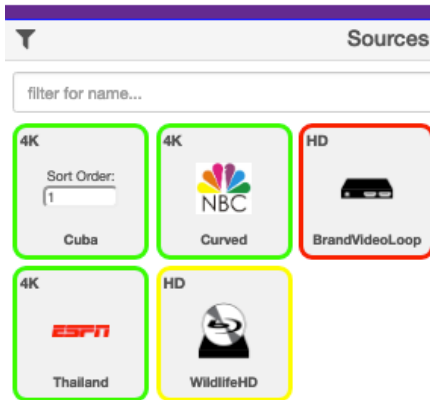 Sources
filter for name...
4K
Sort Order:
1
Cuba
4K
NBC
Curved
HD
BrandVideoLoop
4K
ESPN
Thailand
HD
WildlifeHD